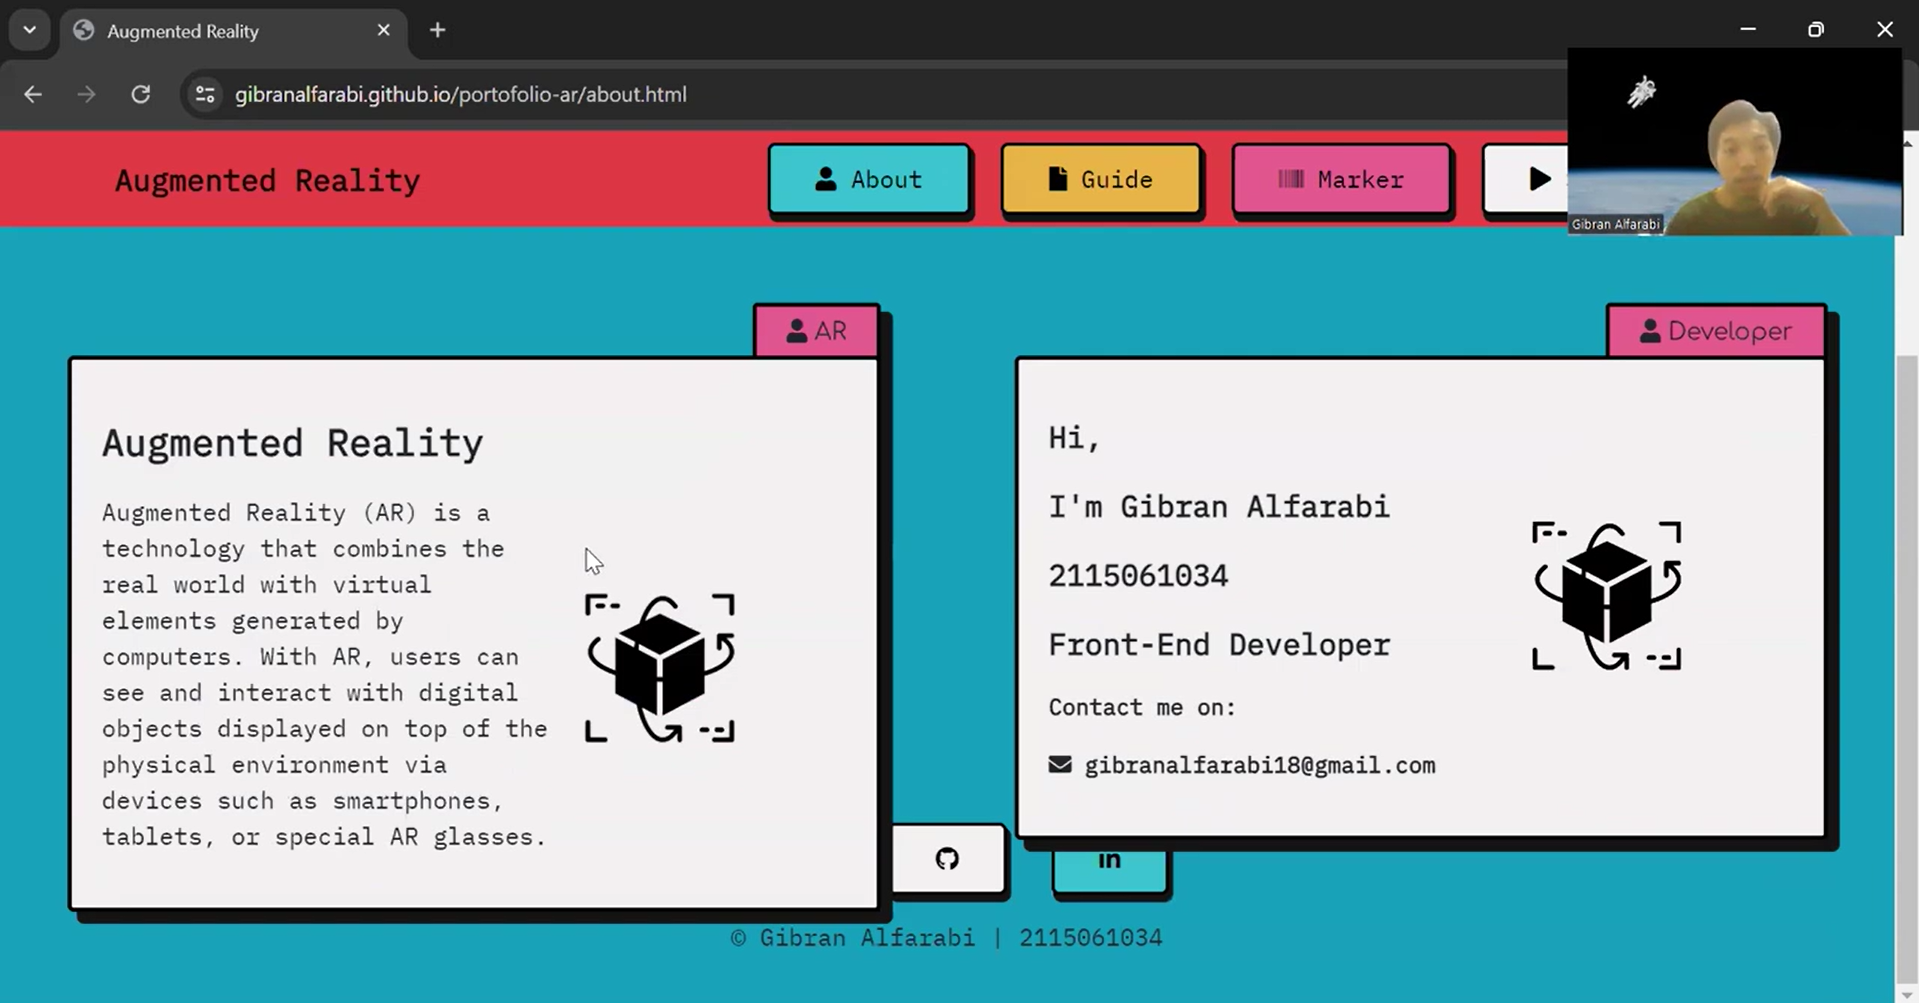 Augmented Reality
gibranalfarabi.github.io/portofolio-ar/about.html
Augmented Reality
About
Guide
Marker
Gibran Alfarabi
AR
Augmented Reality
Augmented Reality (AR) is a
technology that combines the
real world with virtual
elements generated by
computers. With AR, users can
see and interact with digital
objects displayed on top of the
physical environment via
devices such as smartphones,
tablets, or special AR glasses.
Developer
Hi,
I'm Gibran Alfarabi
2115061034
Front-End Developer
Contact me on:
gibranalfarabi18@gmail.com
in
© Gibran Alfarabi | 2115061034